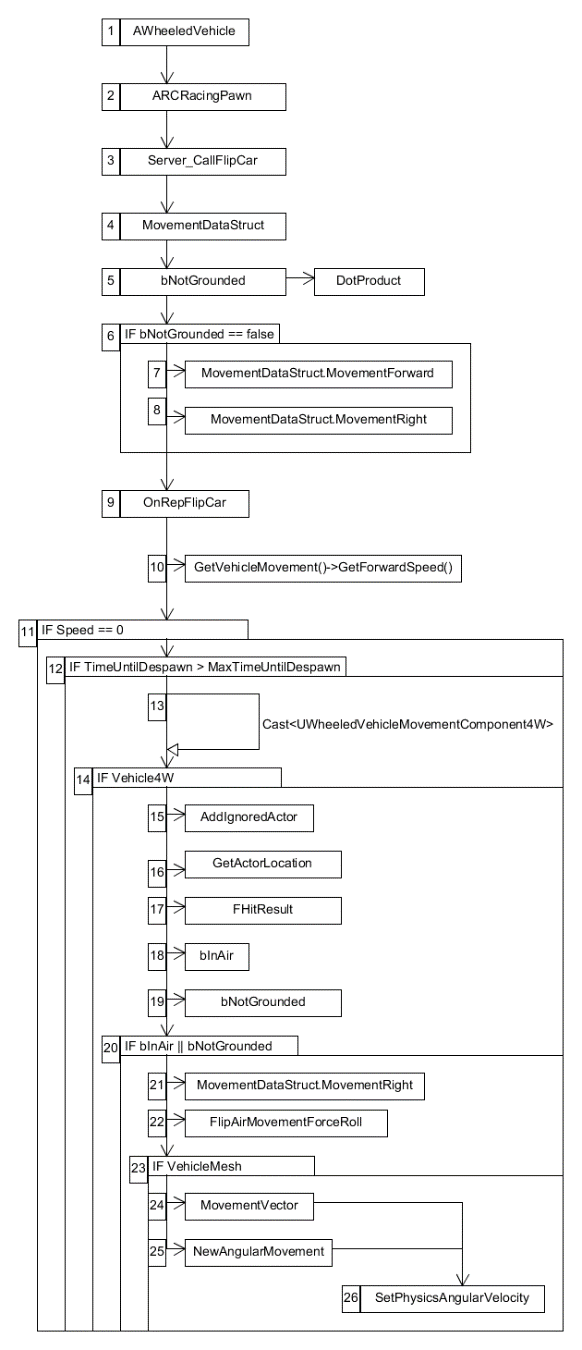 1 AWheeledVehicle
2 ARCRacingPawn
3 Server_CallFlipCar
4 MovementDataStruct
5 bNotGrounded DotProduct
6 IF bNotGrounded == false
7 MovementDataStruct.MovementForward
8 MovementDataStruct.MovementRight
9 OnRepFlipCar
10 GetVehicleMovement()->GetForwardSpeed()
11 IF Speed == 0
12 IF TimeUntilDespawn > MaxTimeUntilDespawn
13 Cast<UWheeledVehicleMovementComponent4W>
14 IF Vehicle4W
15 AddIgnoredActor
16 GetActorLocation
17 FHitResult
18 bInAir
19 bNotGrounded
20 IF bInAir || bNotGrounded
21 MovementDataStruct.MovementRight
22 FlipAirMovementForceRoll
23 IF VehicleMesh
24 MovementVector
25 NewAngularMovement
26 SetPhysicsAngularVelocity